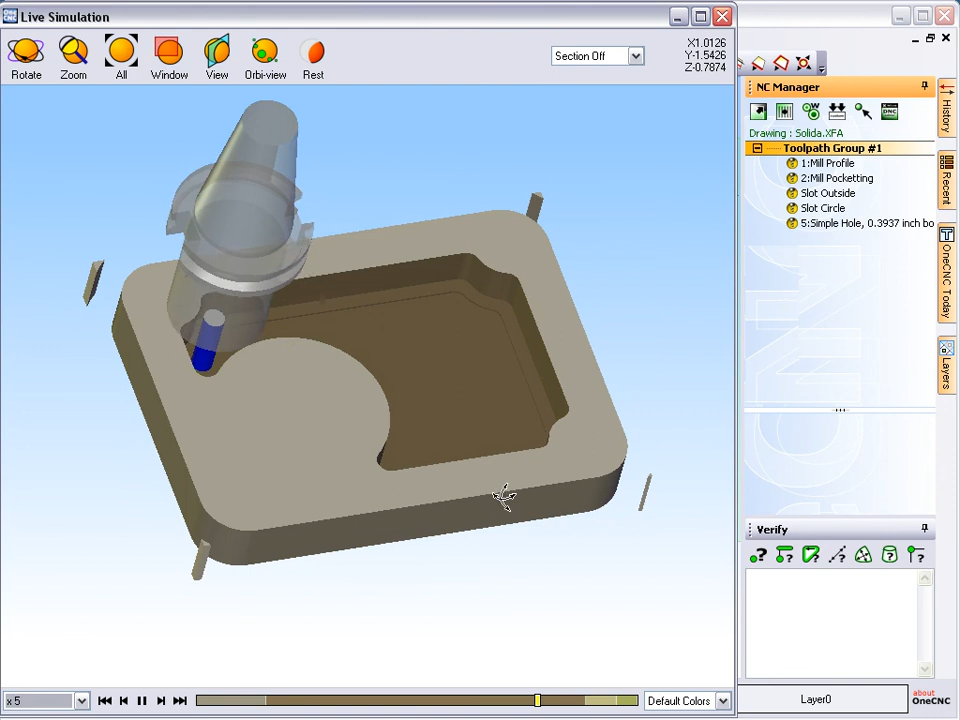 Live Simulation
Rotate
Zoom
All
Window
View
Orbi-view
Rest
Section Off
X1.0126
Y-1.5426
Z-0.7874
NC Manager
Drawing : Solida.XFA
Toolpath Group #1
1:Mill Profile
2:Mill Pocketting
Slot Outside
Slot Circle
5:Simple Hole, 0.3937 inch bo
History
Recent
OneCNC Today
Layers
Verify
x 5
Default Colors
Layer0
about
OneCNC